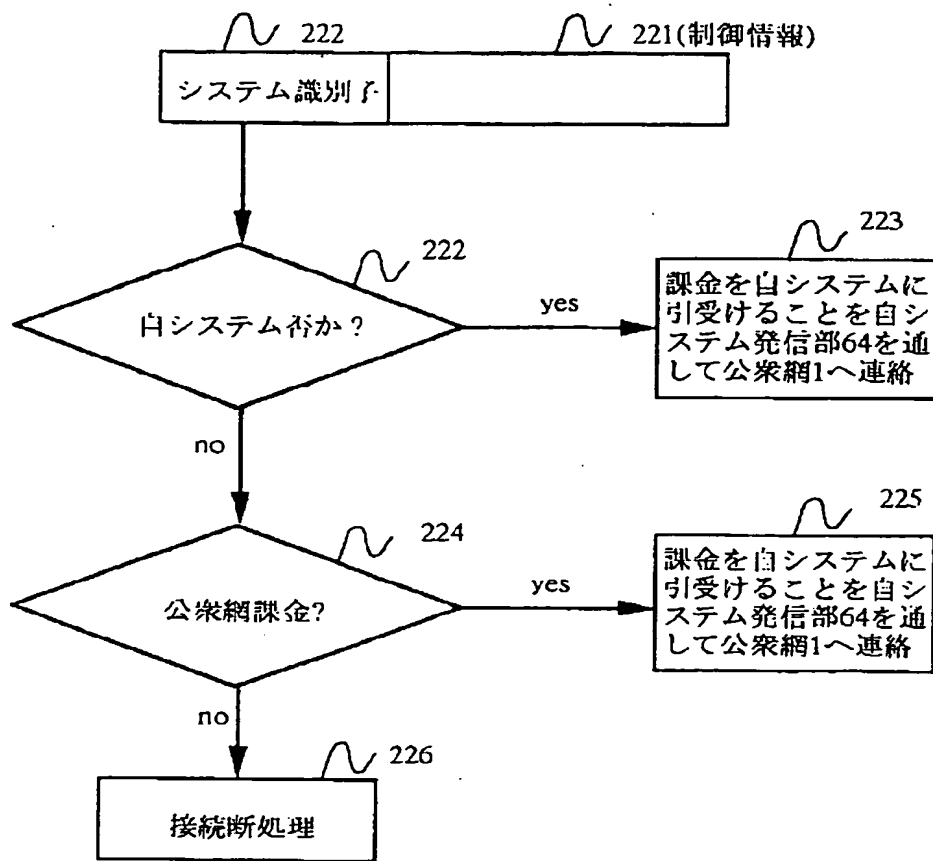 222
221(制御情報)
システム識別子
222
自システム否か?
yes
223
課金を自システムに
引受けることを自シ
ステム発信部64を通
して公衆網1へ連絡
no
224
公衆網課金?
yes
225
課金を自システムに
引受けることを自シ
ステム発信部64を通
して公衆網1へ連絡
no
226
接続断処理